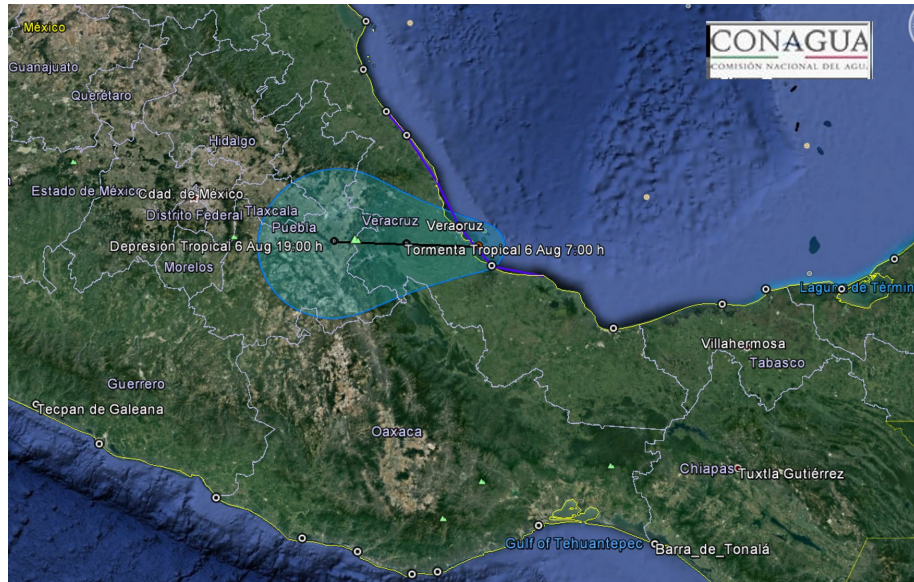 México
CONAGUA
COMISIÓN NACIONAL DEL AGU
Guanajuato
Querétaro
Hidalgo
Estado de México
Cdad. de México
Distrito Federal
Tlaxcala
Puebla
Veracruz
Veracruz
Depresión Tropical 6 Aug 19:00 h
Tormenta Tropical 6 Aug 7:00 h
Morelos
Laguna de Términ
Villahermosa
Tabasco
Guerrero
Tecpan de Galeana
Oaxaca
Chiapas
Tuxtla Gutiérrez
Gulf of Tehuantepec
Barra_de_Tonalá